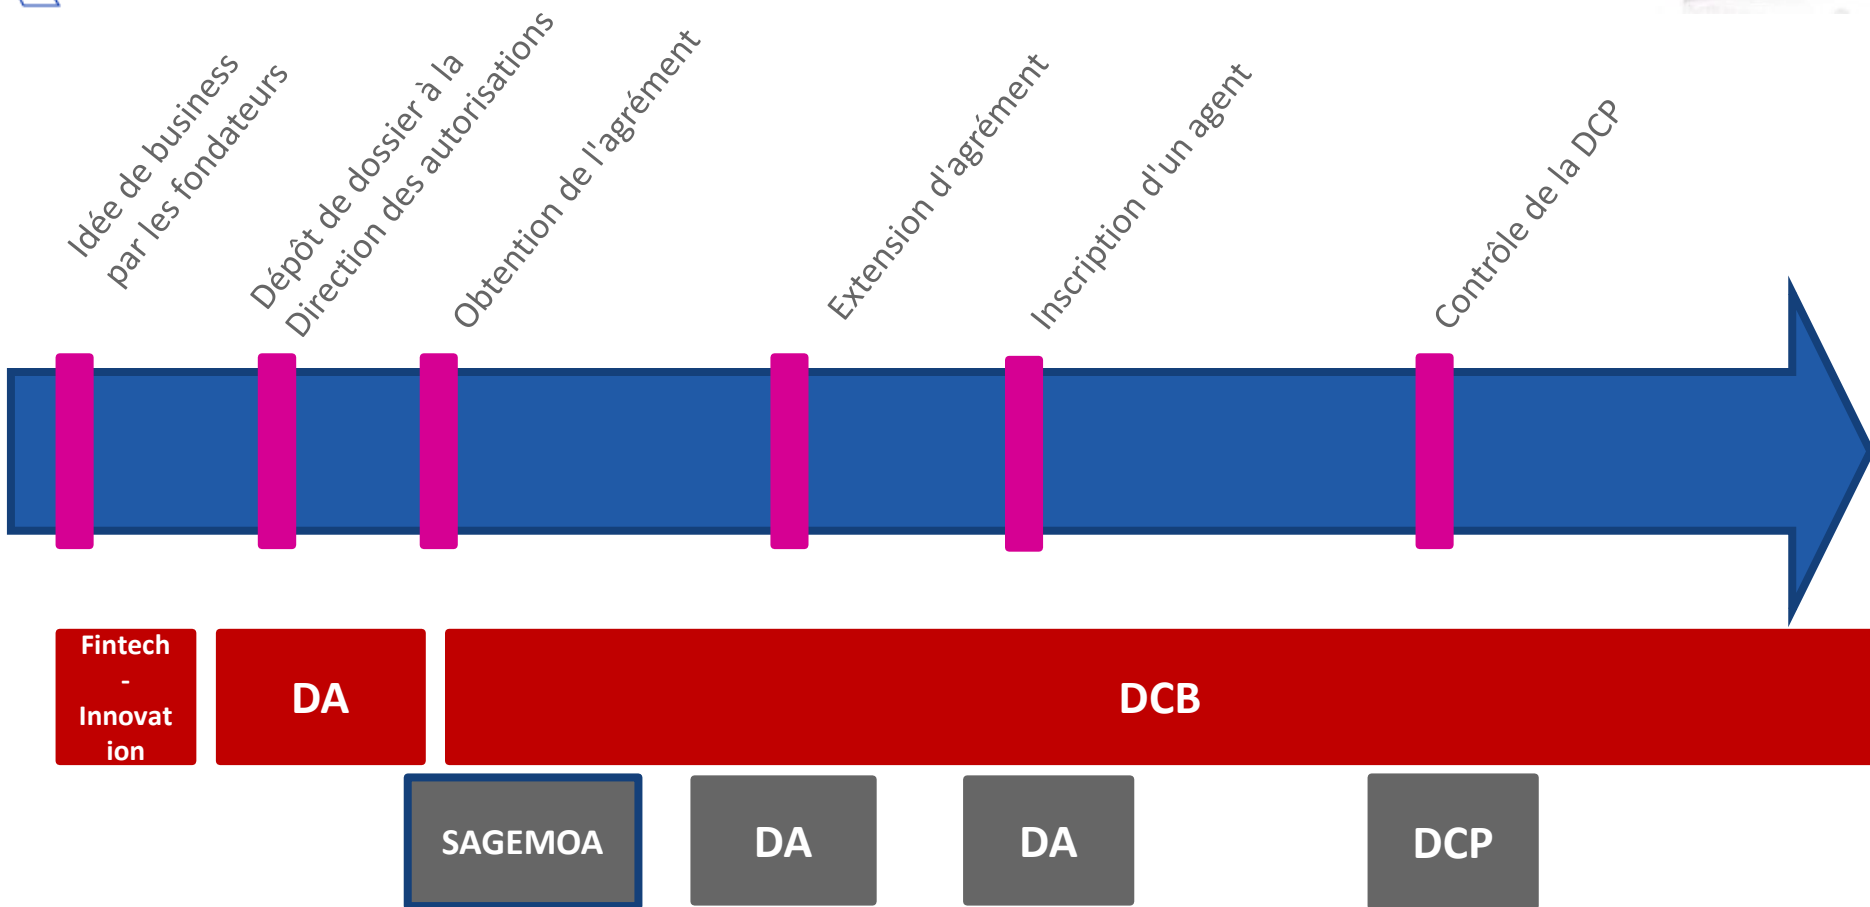 Idée de business
par les fondateurs
Dépôt de dossier à la
Direction des autorisations
Obtention de l'agrément
Extension d'agrément
Inscription d'un agent
Contrôle de la DCP
Fintech
-
Innovat
ion
DA
DCB
SAGEMOA
DA
DA
DCP